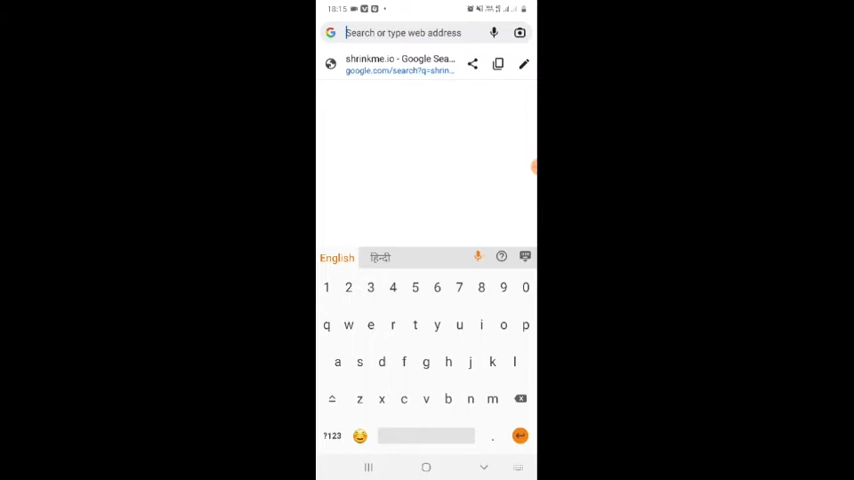 18:15
Search or type web address
shrinkme.io - Google Sea...
google.com/search?q=shrin...
English हिन्दी
1 2 3 4 5 6 7 8 9 0
q w e r t y u i o p
a s d f g h j k l
z x c v b n m
?123 .